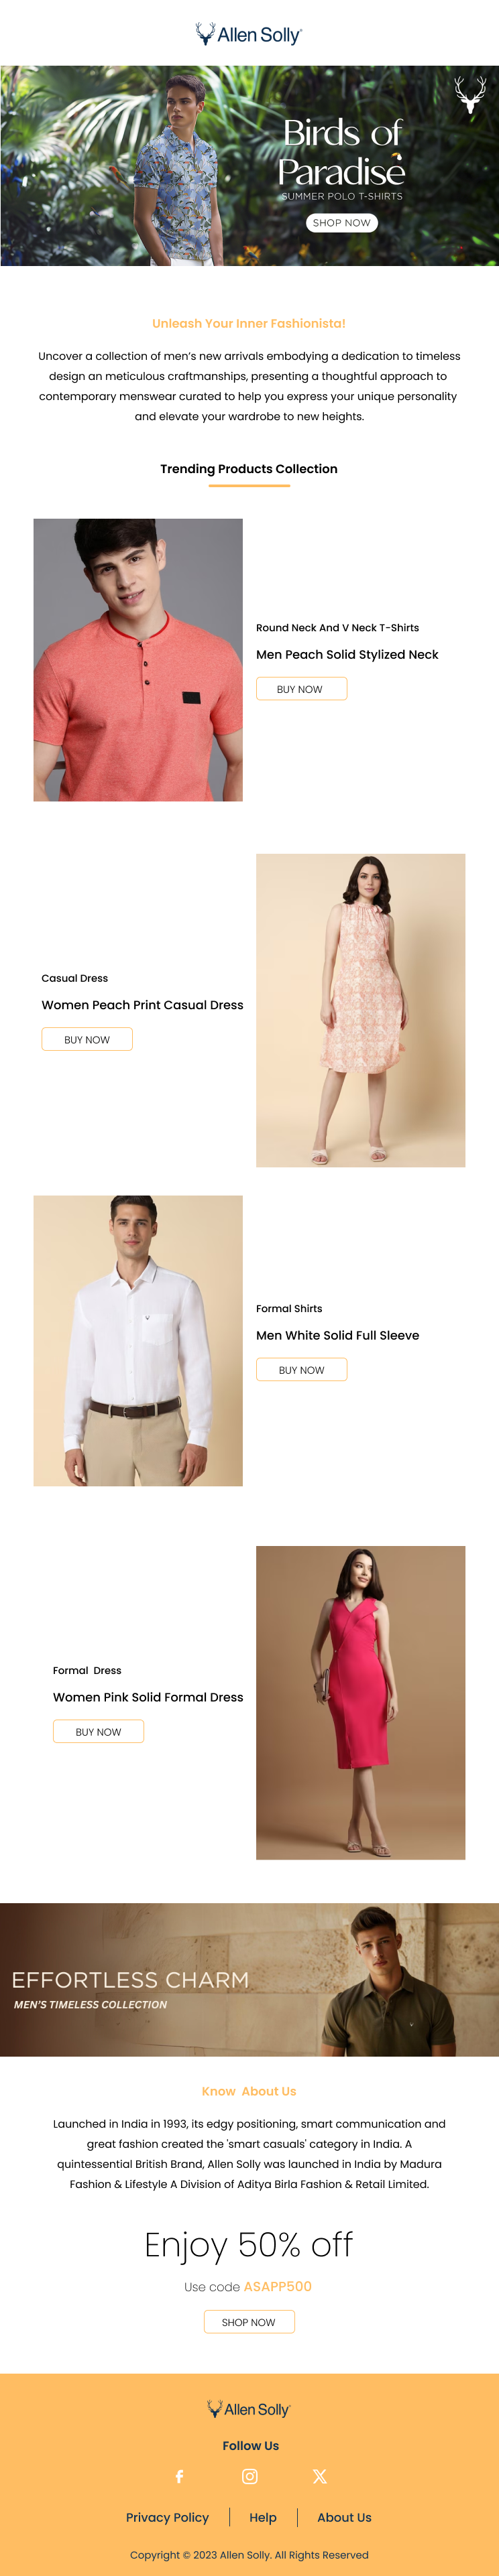 Allen Solly
Birds of
Paradise
SUMMER POLO T-SHIRTS
SHOP NOW
Unleash Your Inner Fashionista!
Uncover a collection of men's new arrivals embodying a dedication to timeless
design an meticulous craftmanships, presenting a thoughtful approach to
contemporary menswear curated to help you express your unique personality
and elevate your wardrobe to new heights.
Trending Products Collection
Round Neck And V Neck T-Shirts
Men Peach Solid Stylized Neck
BUY NOW
Casual Dress
Women Peach Print Casual Dress
BUY NOW
Formal Shirts
Men White Solid Full Sleeve
BUY NOW
Formal Dress
Women Pink Solid Formal Dress
BUY NOW
EFFORTLESS CHARM
MEN'S TIMELESS COLLECTION
Know About Us
Launched in India in 1993, its edgy positioning, smart communication and
great fashion created the 'smart casuals' category in India. A
quintessential British Brand, Allen Solly was launched in India by Madura
Fashion & Lifestyle A Division of Aditya Birla Fashion & Retail Limited.
Enjoy 50% off
Use code ASAPP500
SHOP NOW
Allen Solly
Follow Us
Privacy Policy | Help | About Us
Copyright © 2023 Allen Solly. All Rights Reserved